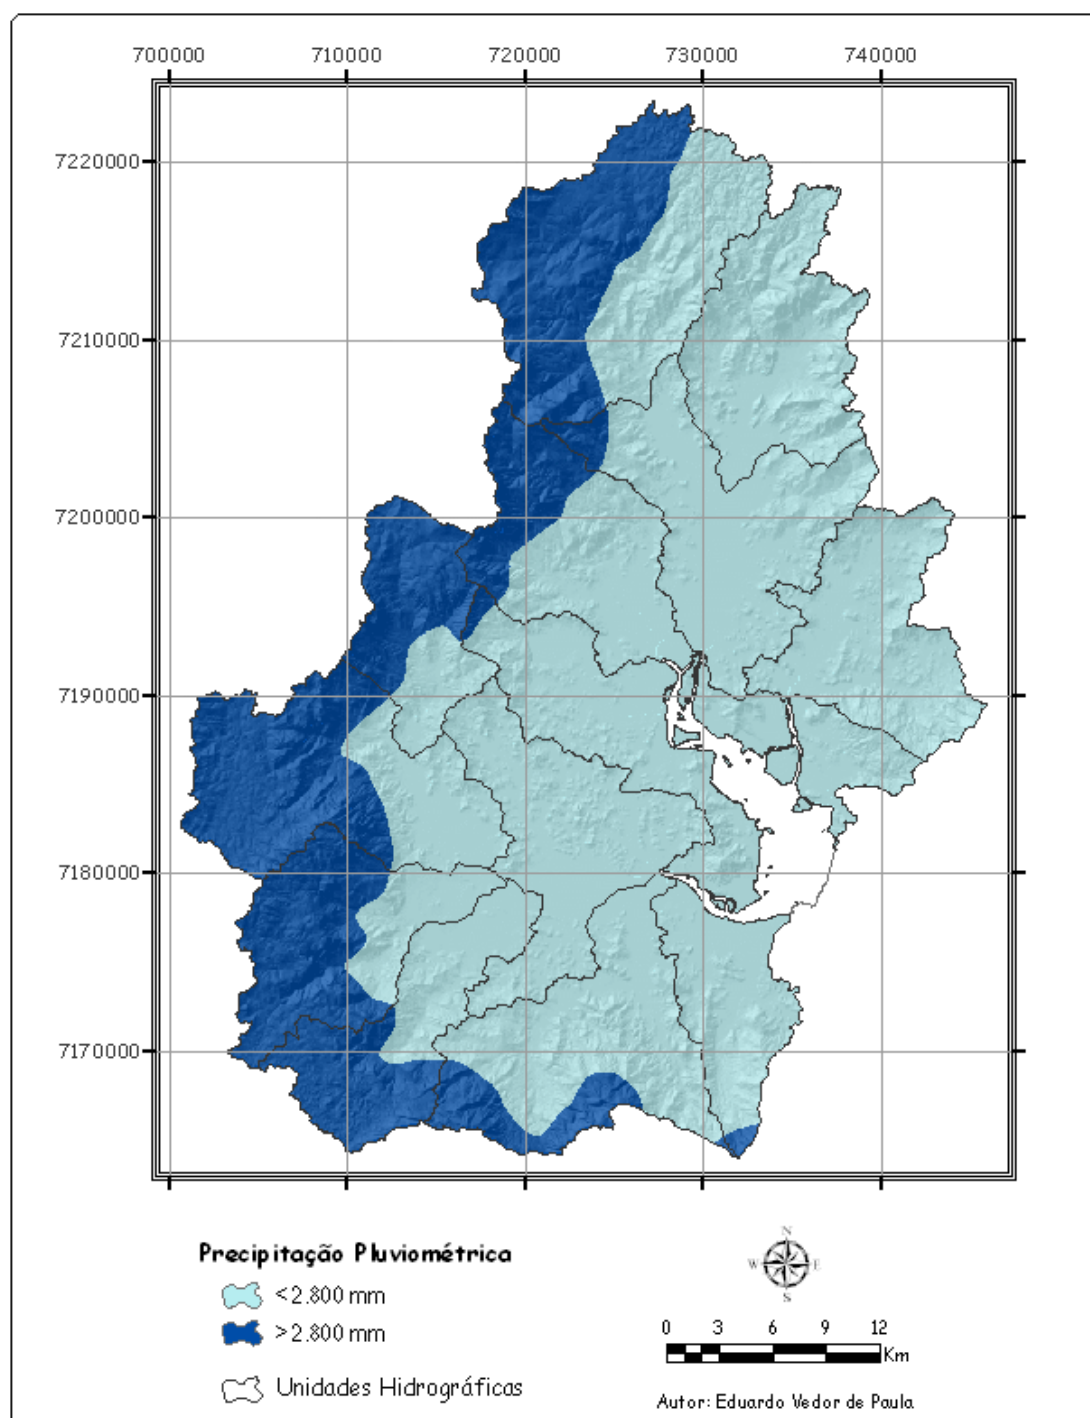 7000000 710000 720000 730000 740000
7220000
7210000
7200000
7190000
7180000
7170000
Precipitação Pluviométrica
<2.800 mm
>2.800 mm
Unidades Hidrográficas
N
W E
S
0 3 6 9 12
Km
Autor: Eduardo Vedor de Paula